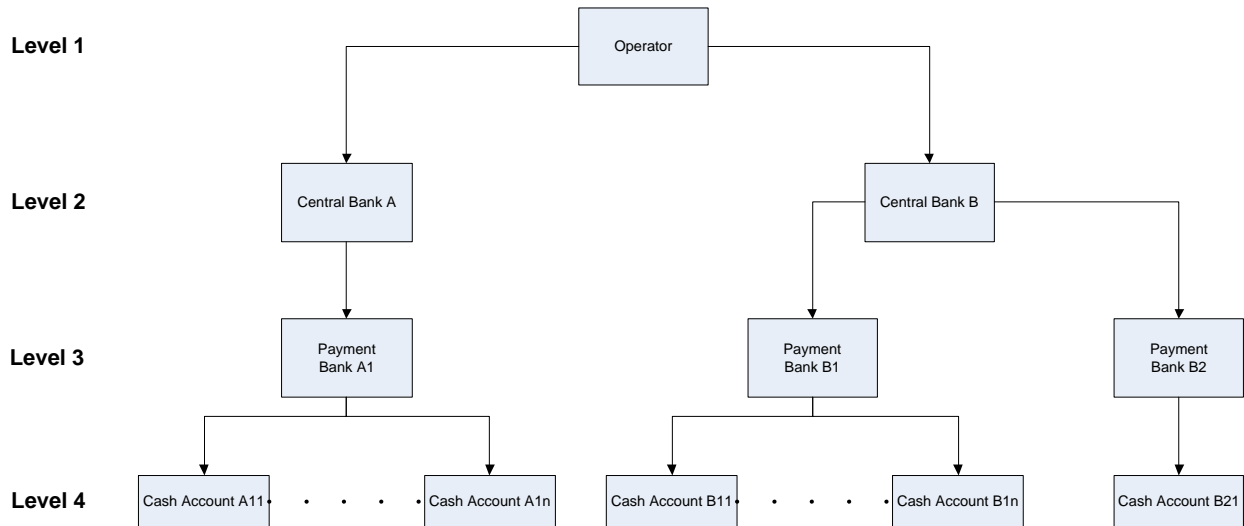 Level 1
Operator
Level 2
Central Bank A
Central Bank B
Level 3
Payment
Bank A1
Payment
Bank B1
Payment
Bank B2
Level 4
Cash Account A11
. . . . .
Cash Account A1n
Cash Account B11
. . . . .
Cash Account B1n
Cash Account B21